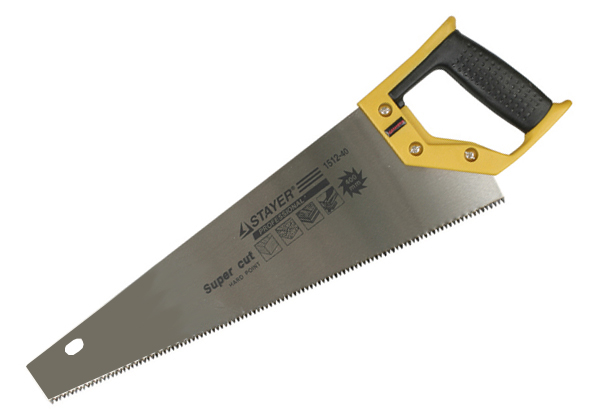 1512-40
STAYER®
PROFESSIONAL
Super cut
HARD POINT